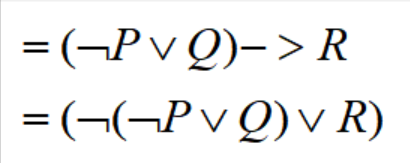 = (¬P ∨ Q)− > R
= (¬(¬P ∨ Q) ∨ R)